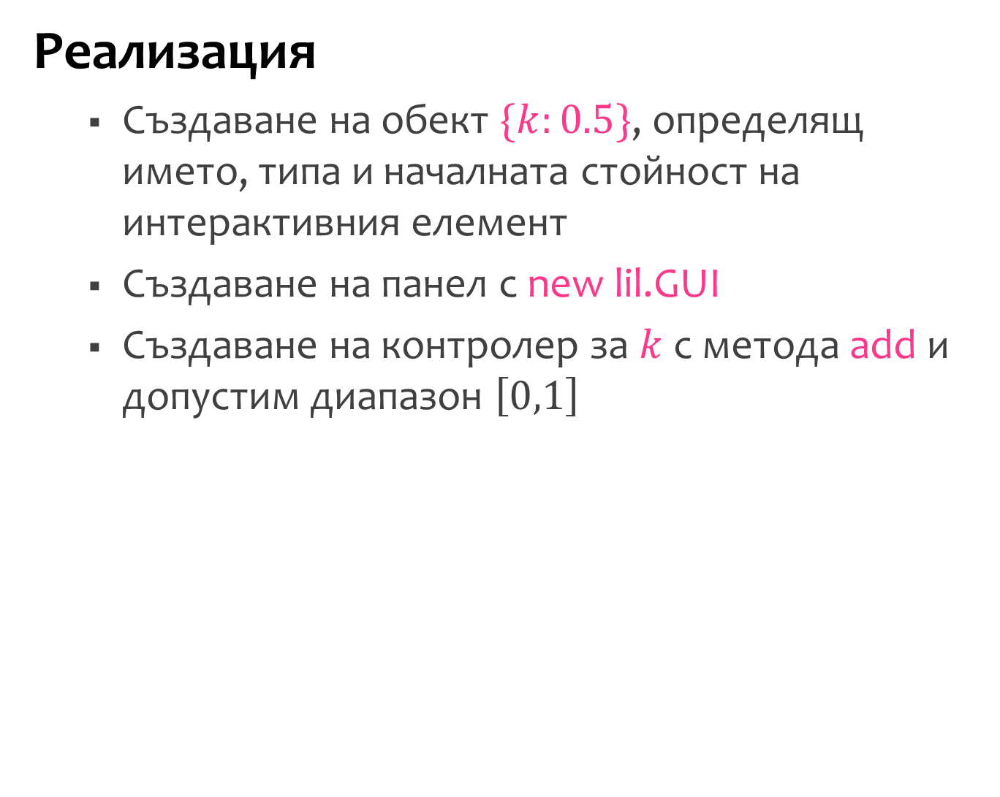 Реализация
▪ Създаване на обект {k: 0.5}, определящ
името, типа и началната стойност на
интерактивния елемент
▪ Създаване на панел с new lil.GUI
▪ Създаване на контролер за k с метода add и
допустим диапазон [0,1]